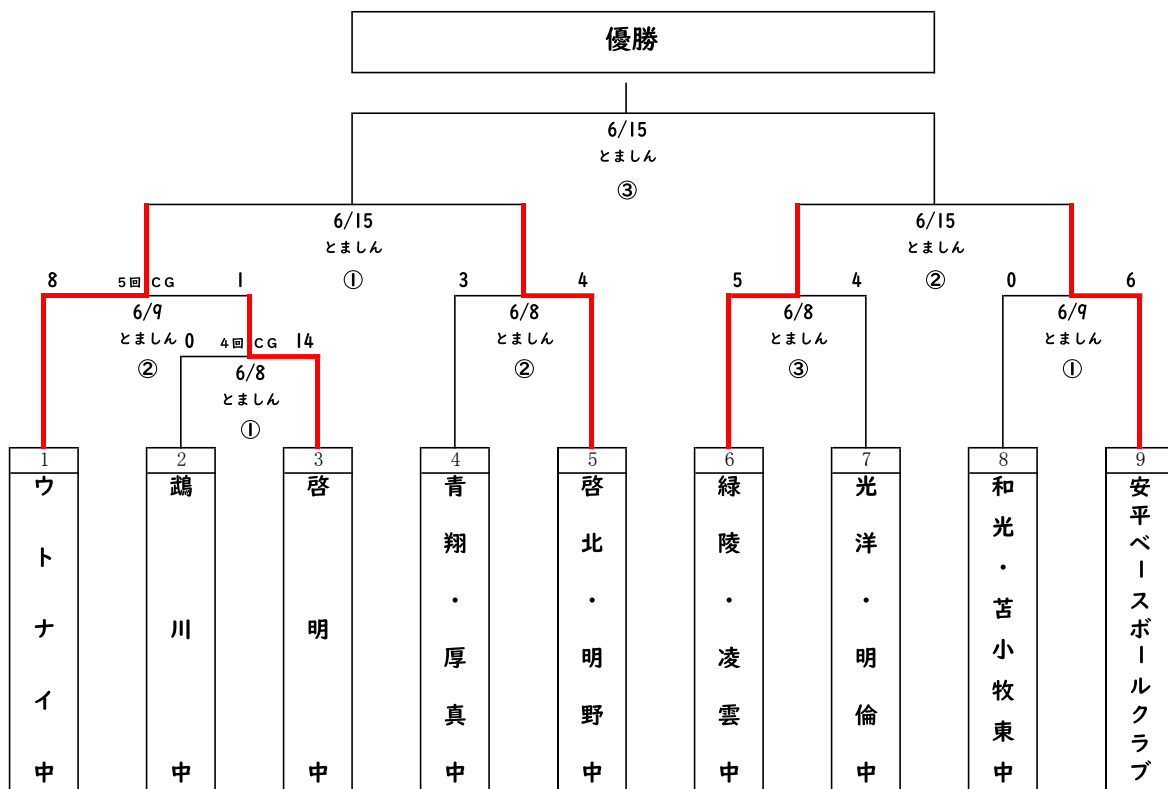 優勝
6/15
とましん
③
6/15
とましん
①
6/15
とましん
②
8 5回 CG 1
6/9
とましん
②
3 4
6/8
とましん
②
5 4
6/8
とましん
③
0 6
6/9
とましん
①
0 4回 CG 14
6/8
とましん
①
1
ウトナイ中
2
鵡川中
3
啓明中
4
青翔・厚真中
5
啓北・明野中
6
緑陵・凌雲中
7
光洋・明倫中
8
和光・苫小牧東中
9
安平ベースボールクラブ